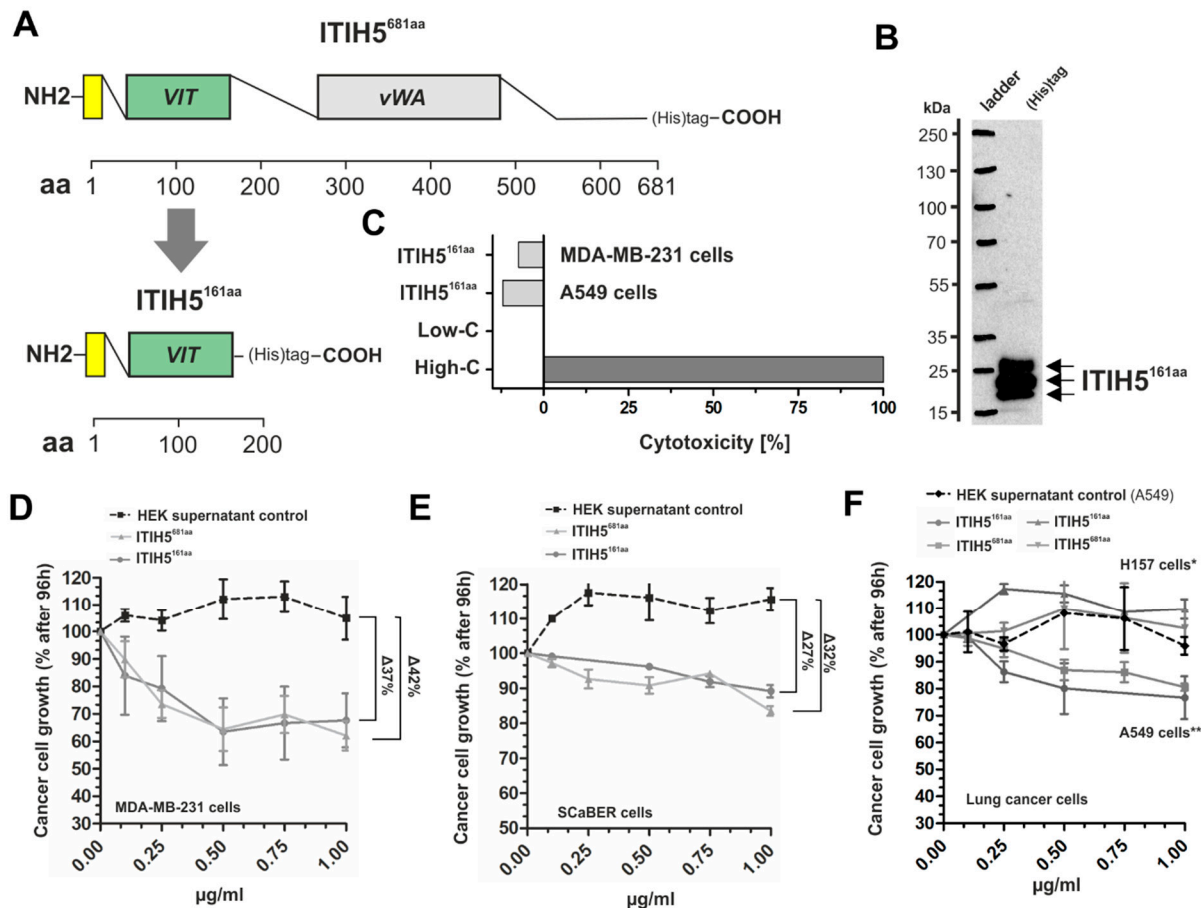 A
ITIH5681aa
NH2
VIT
vWA
(His)tag–COOH
aa
1 100 200 300 400 500 600 681
ITIH5161aa
NH2
VIT
(His)tag–COOH
aa
1 100 200
B
ladder
(His)tag
kDa
250
130
100
70
55
35
25
15
ITIH5161aa
C
ITIH5161aa MDA-MB-231 cells
ITIH5161aa A549 cells
Low-C
High-C
0 25 50 75 100
Cytotoxicity [%]
D
HEK supernatant control
ITIH5681aa
ITIH5161aa
Cancer cell growth (% after 96h)
120
110
100
90
80
70
60
50
40
30
Δ37%
Δ42%
MDA-MB-231 cells
0.00 0.25 0.50 0.75 1.00
µg/ml
E
HEK supernatant control
ITIH5681aa
ITIH5161aa
Cancer cell growth (% after 96h)
120
110
100
90
80
70
60
50
Δ27%
Δ32%
SCaBER cells
0.00 0.25 0.50 0.75 1.00
µg/ml
F
HEK supernatant control (A549)
ITIH5161aa ITIH5161aa
ITIH5681aa ITIH5681aa
H157 cells*
Cancer cell growth (% after 96h)
120
110
100
90
80
70
60
50
40
30
A549 cells**
Lung cancer cells
0.00 0.25 0.50 0.75 1.00
µg/ml